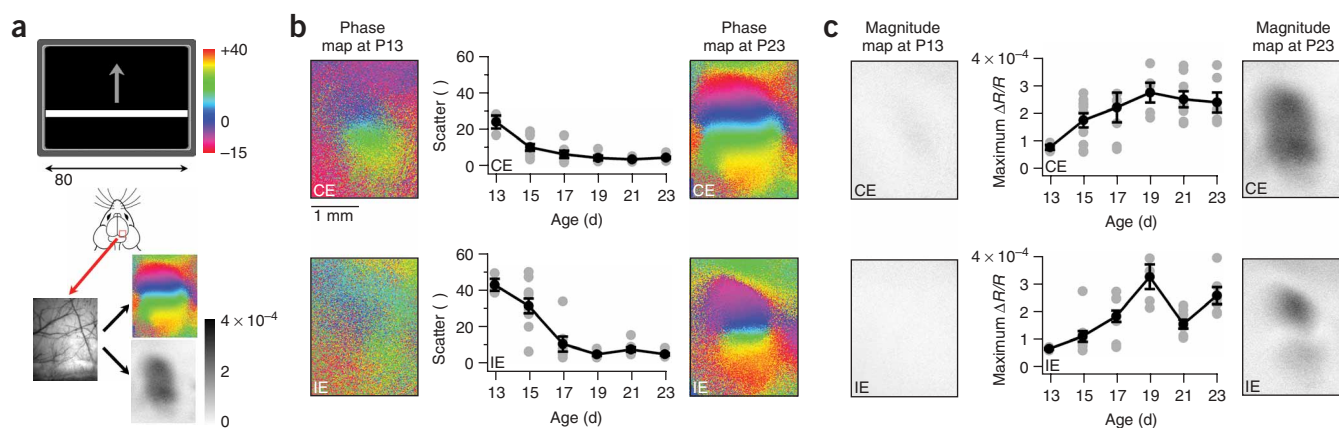 a
+40
20
0
−15
80
4 × 10⁻⁴
2
0
b
Phase
map at P13
CE
1 mm
Scatter ( )
60
40
20
0
CE
13 15 17 19 21 23
Age (d)
Phase
map at P23
CE
IE
Scatter ( )
60
40
20
0
IE
13 15 17 19 21 23
Age (d)
IE
c
Magnitude
map at P13
CE
Maximum ΔR/R
4 × 10⁻⁴
3
2
1
0
CE
13 15 17 19 21 23
Age (d)
Magnitude
map at P23
CE
IE
Maximum ΔR/R
4 × 10⁻⁴
3
2
1
0
IE
13 15 17 19 21 23
Age (d)
IE